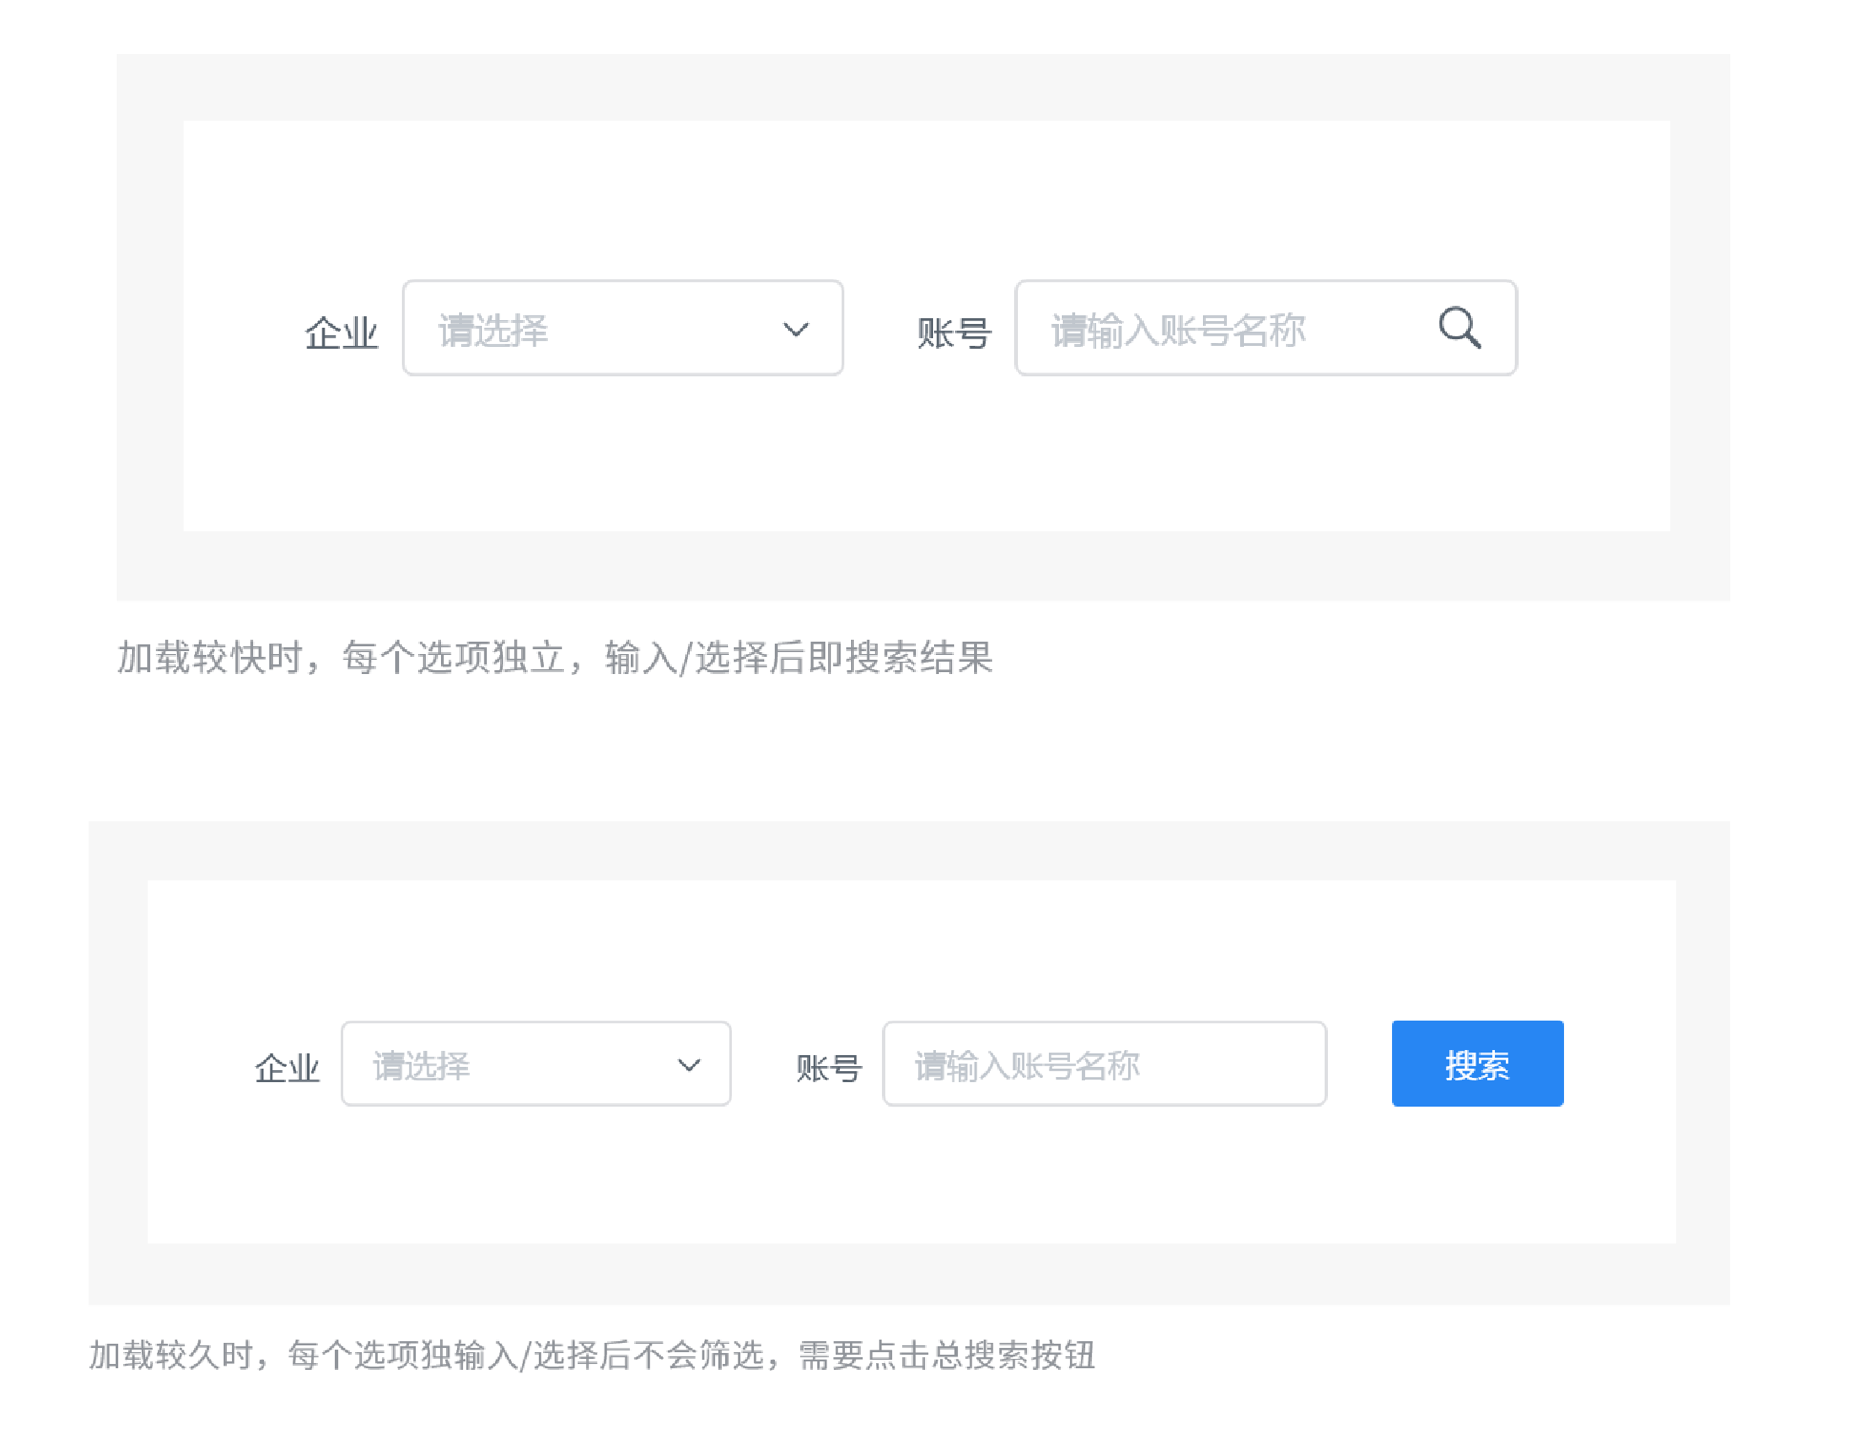 企业 请选择 账号 请输入账号名称
加载较快时，每个选项独立，输入/选择后即搜索结果
企业 请选择 账号 请输入账号名称 搜索
加载较久时，每个选项独输入/选择后不会筛选，需要点击总搜索按钮